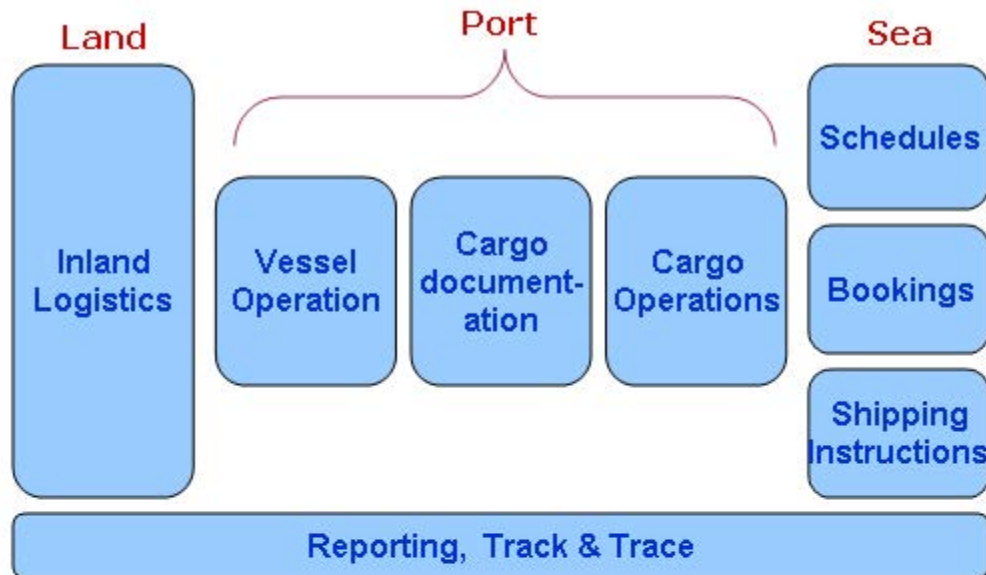 Land
Port
Sea
Inland
Logistics
Vessel
Operation
Cargo
document-
ation
Cargo
Operations
Schedules
Bookings
Shipping
Instructions
Reporting, Track & Trace